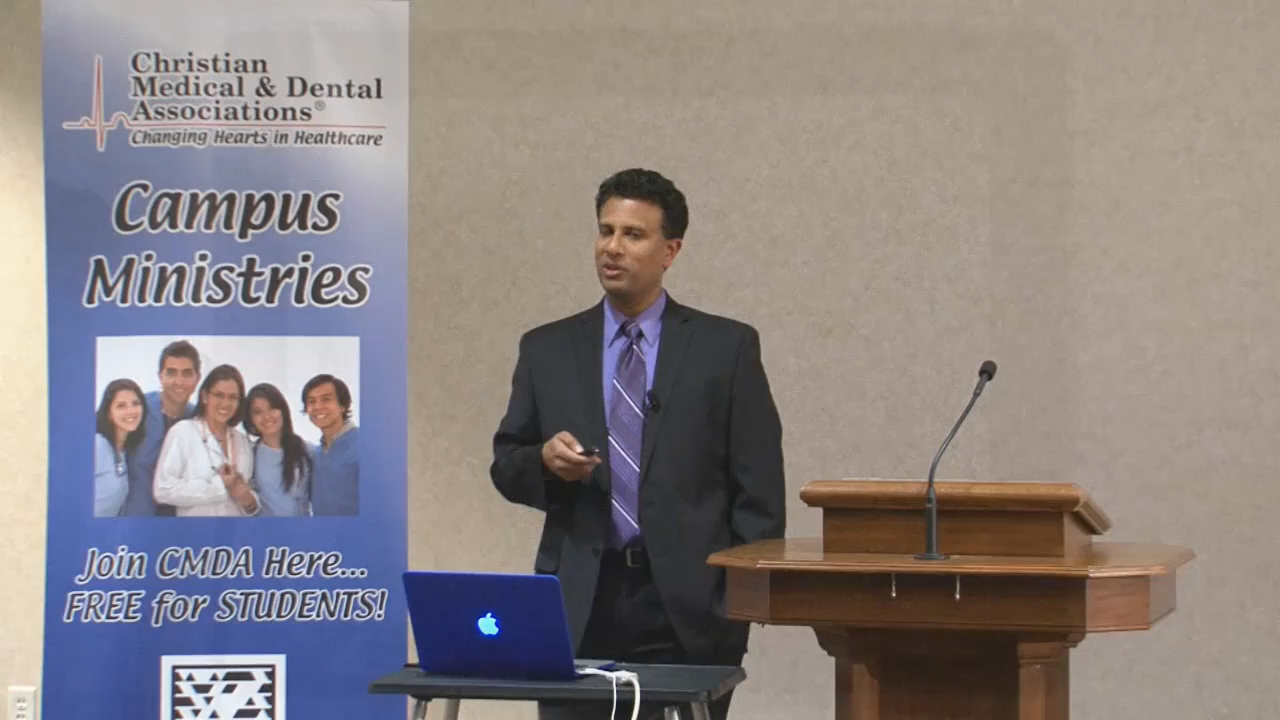 Christian
Medical & Dental
Associations®
Changing Hearts in Healthcare
Campus
Ministries
Join CMDA Here...
FREE for STUDENTS!